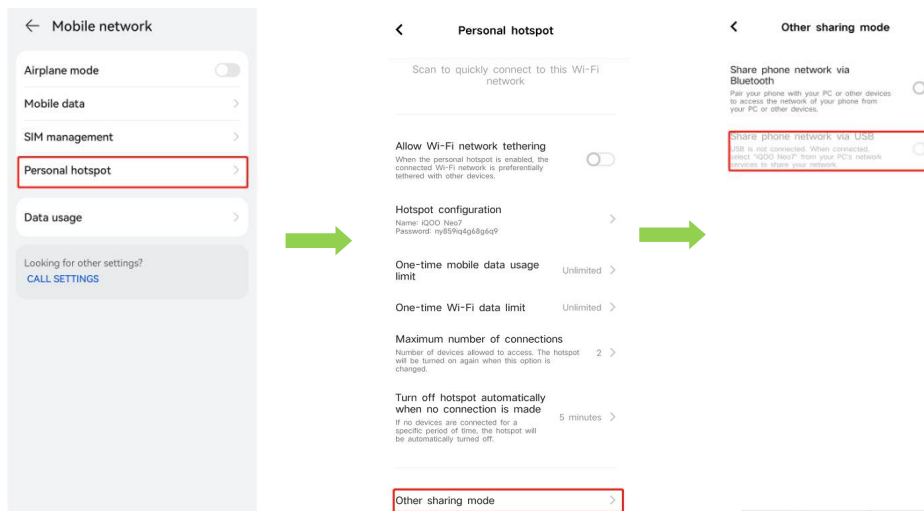 Mobile network
Airplane mode
Mobile data
SIM management
Personal hotspot
Data usage
Looking for other settings?
CALL SETTINGS
Personal hotspot
Scan to quickly connect to this Wi-Fi
network
Allow Wi-Fi network tethering
When the personal hotspot is enabled, the
connected Wi-Fi network is preferentially
tethered with other devices.
Hotspot configuration
Name: iQOO Neo7
Password: ny859iq4g68g6q9
One-time mobile data usage
limit
Unlimited
One-time Wi-Fi data limit
Unlimited
Maximum number of connections
Number of devices allowed to access. The hotspot
will be turned on again when this option is
changed.
2
Turn off hotspot automatically
when no connection is made
If no devices are connected for a
specific period of time, the hotspot will
be automatically turned off.
5 minutes
Other sharing mode
Other sharing mode
Share phone network via
Bluetooth
Pair your phone with your PC or other devices
to access the network of your phone from
your PC or other devices.
Share phone network via USB
USB is not connected. When connected,
select "iQOO Neo7" from your PC's network
services to share your network.